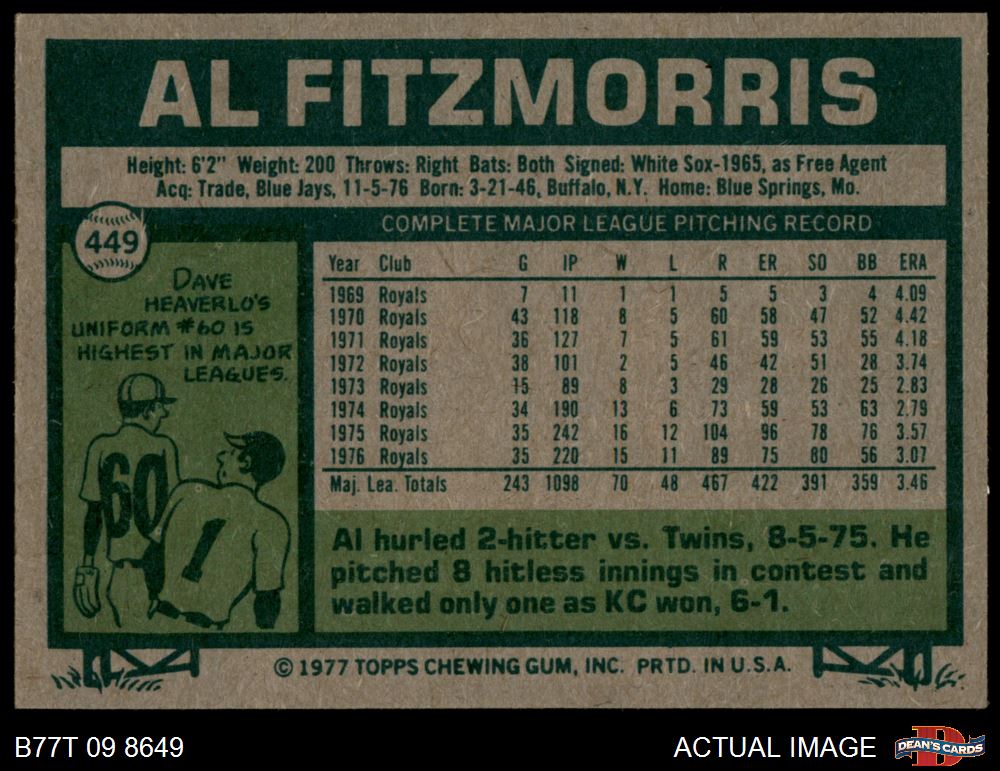 AL FITZMORRIS
Height: 6'2" Weight: 200 Throws: Right Bats: Both Signed: White Sox-1965, as Free Agent
Acq: Trade, Blue Jays, 11-5-76 Born: 3-21-46, Buffalo, N.Y. Home: Blue Springs, Mo.
449
DAVE
HEAVERLO'S
UNIFORM #60 IS
HIGHEST IN MAJOR
LEAGUES.
60
1
COMPLETE MAJOR LEAGUE PITCHING RECORD
Year Club G IP W L R ER SO BB ERA
1969 Royals 7 11 1 1 5 5 3 4 4.09
1970 Royals 43 118 8 5 60 58 47 52 4.42
1971 Royals 36 127 7 5 61 59 53 55 4.18
1972 Royals 38 101 2 5 46 42 51 28 3.74
1973 Royals 15 89 8 3 29 28 26 25 2.83
1974 Royals 34 190 13 6 73 59 53 63 2.79
1975 Royals 35 242 16 12 104 96 78 76 3.57
1976 Royals 35 220 15 11 89 75 80 56 3.07
Maj. Lea. Totals 243 1098 70 48 467 422 391 359 3.46
Al hurled 2-hitter vs. Twins, 8-5-75. He
pitched 8 hitless innings in contest and
walked only one as KC won, 6-1.
© 1977 TOPPS CHEWING GUM, INC. PRTD. IN U.S.A.
B77T 09 8649
ACTUAL IMAGE
D
DEAN'S CARDS